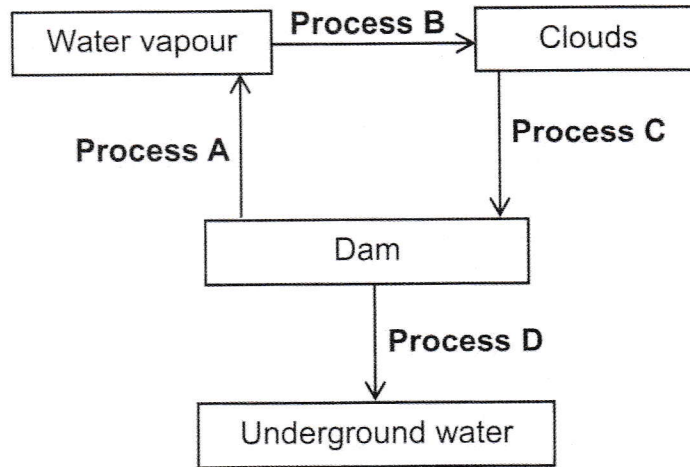 Water vapour
Process B
Clouds
Process A
Process C
Dam
Process D
Underground water